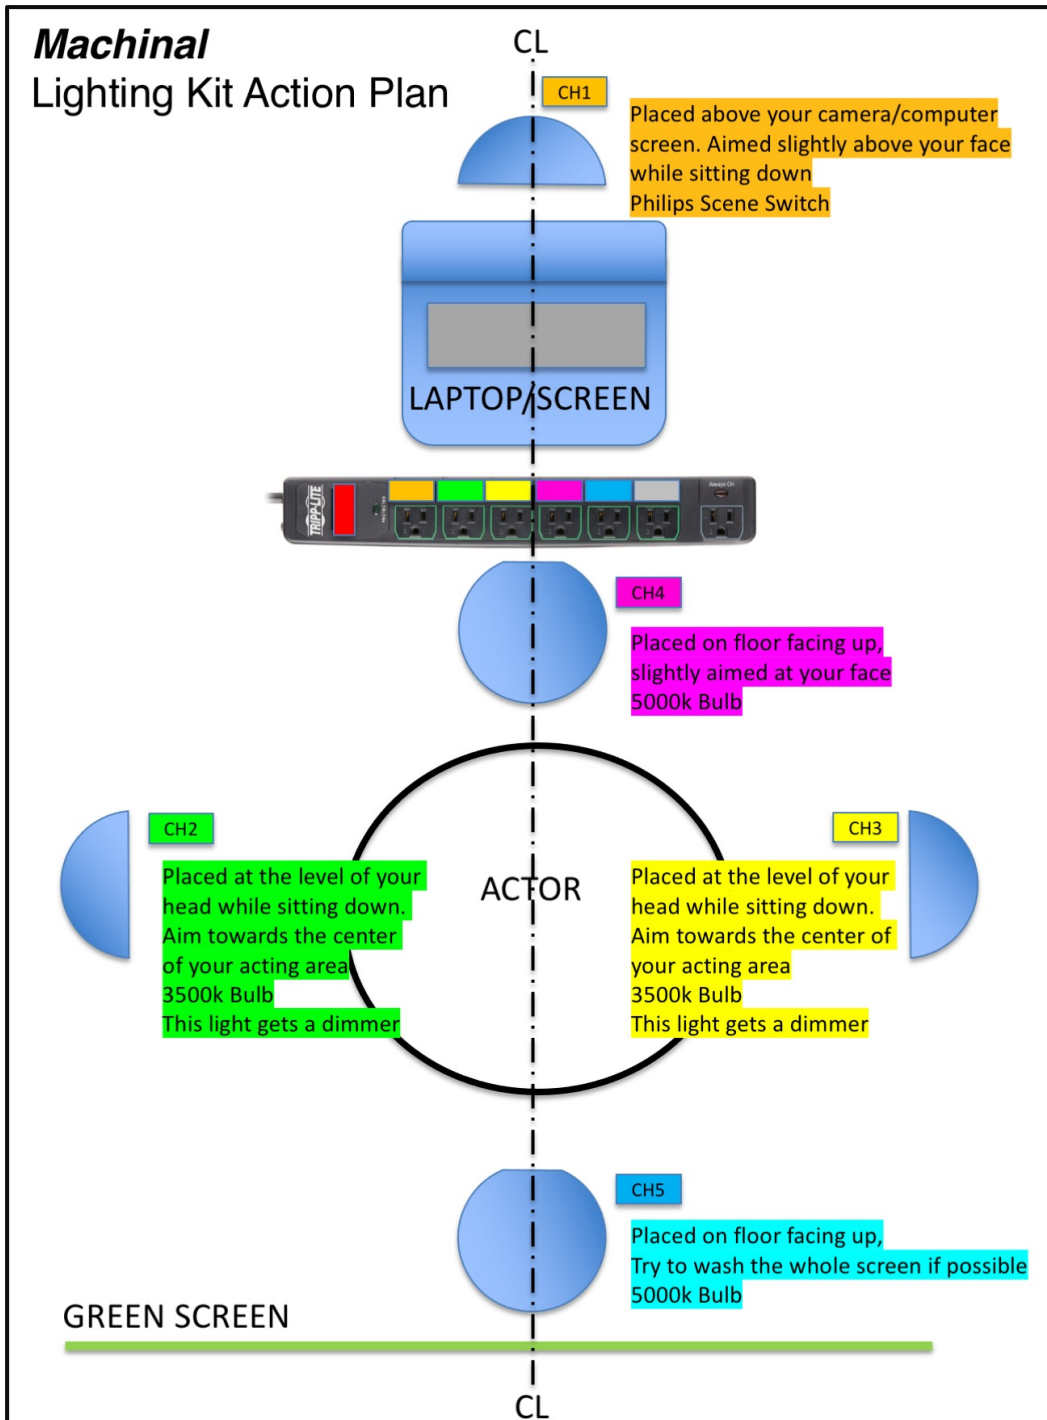 Machinal
Lighting Kit Action Plan
CL
CH1
Placed above your camera/computer
screen. Aimed slightly above your face
while sitting down
Philips Scene Switch
LAPTOP/SCREEN
TRIPP·LITE
PROTECTED
Always On
CH4
Placed on floor facing up,
slightly aimed at your face
5000k Bulb
CH2
Placed at the level of your
head while sitting down.
Aim towards the center
of your acting area
3500k Bulb
This light gets a dimmer
ACTOR
CH3
Placed at the level of your
head while sitting down.
Aim towards the center of
your acting area
3500k Bulb
This light gets a dimmer
CH5
Placed on floor facing up,
Try to wash the whole screen if possible
5000k Bulb
GREEN SCREEN
CL